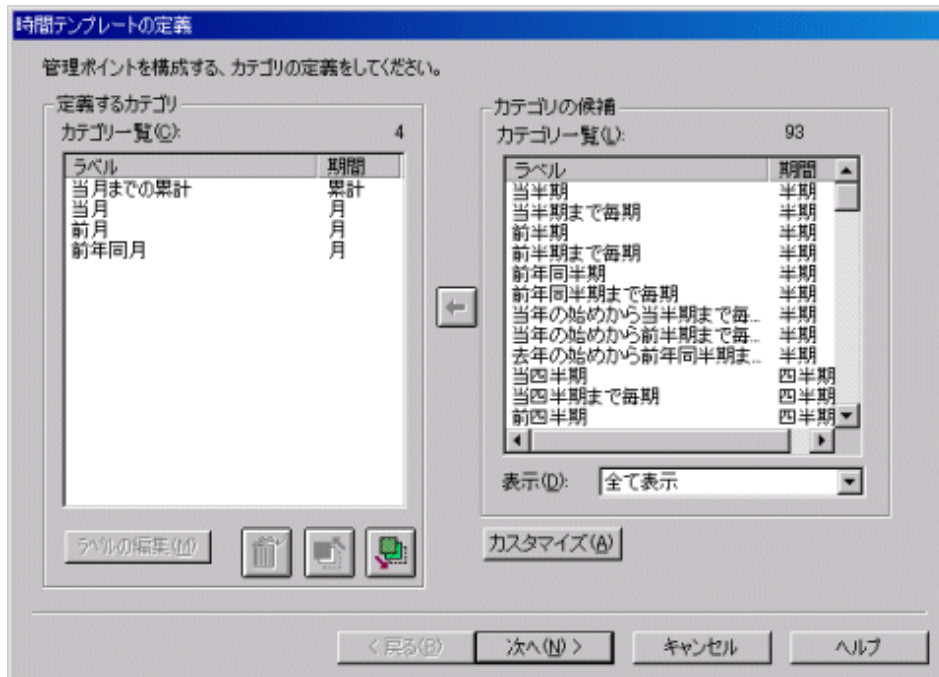 時間テンプレートの定義
管理ポイントを構成する、カテゴリの定義をしてください。
定義するカテゴリ
カテゴリ一覧(C): 4
ラベル 期間
当月までの累計 累計
当月 月
前月 月
前年同月 月
ラベルの編集(M)
カテゴリの候補
カテゴリ一覧(L): 93
ラベル 期間
当半期 半期
当半期まで毎期 半期
前半期 半期
前半期まで毎期 半期
前年同半期 半期
前年同半期まで毎期 半期
当年の始めから当半期まで毎... 半期
当年の始めから前半期まで毎... 半期
去年の始めから前年同半期ま... 半期
当四半期 四半期
当四半期まで毎期 四半期
前四半期 四半期
表示(D): 全て表示
カスタマイズ(A)
< 戻る(B) 次へ(N) > キャンセル ヘルプ